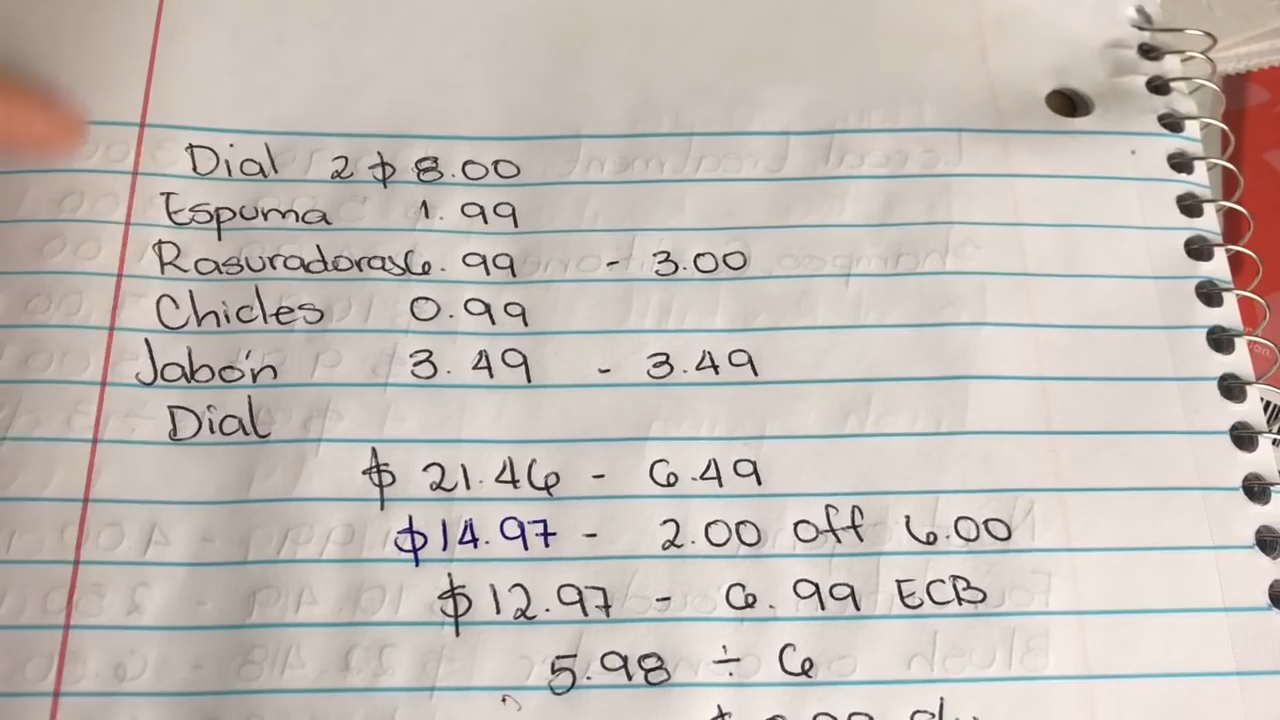 Dial 2 $ 8.00
Espuma 1.99
Rasuradoras 6.99 - 3.00
Chicles 0.99
Jabón 3.49 - 3.49
Dial
$ 21.46 - 6.49
$14.97 - 2.00 off 6.00
$12.97 - 6.99 ECB
5.98 ÷ 6